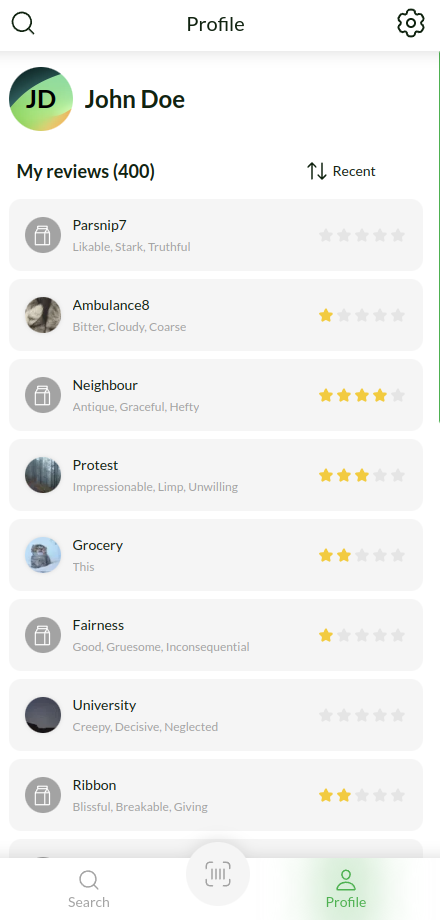 Profile
JD
John Doe
My reviews (400)
Recent
Parsnip7
Likable, Stark, Truthful
Ambulance8
Bitter, Cloudy, Coarse
Neighbour
Antique, Graceful, Hefty
Protest
Impressionable, Limp, Unwilling
Grocery
This
Fairness
Good, Gruesome, Inconsequential
University
Creepy, Decisive, Neglected
Ribbon
Blissful, Breakable, Giving
Search
Profile